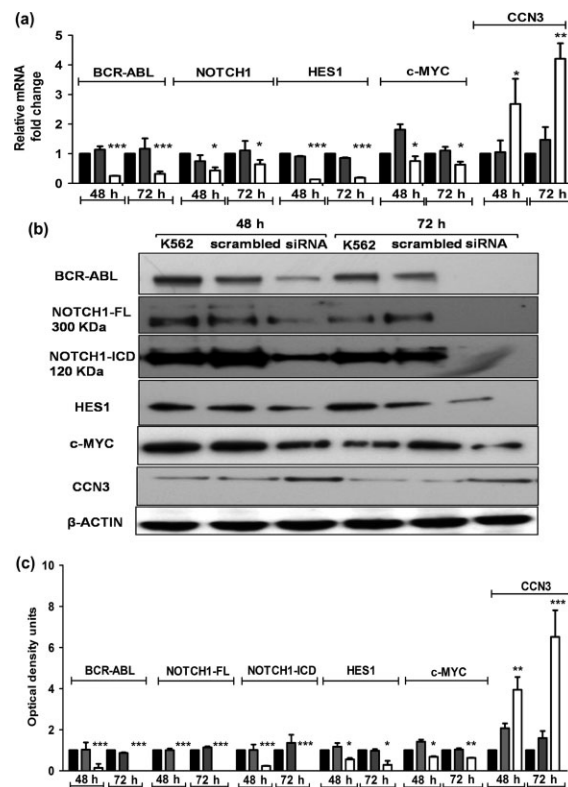 (a)
CCN3
BCR-ABL NOTCH1 HES1 c-MYC
Relative mRNA
fold change
5
4
3
2
1
0
*** *** * * *** *** * * * **
48 h 72 h 48 h 72 h 48 h 72 h 48 h 72 h 48 h 72 h
(b)
48 h 72 h
K562 scrambled siRNA K562 scrambled siRNA
BCR-ABL
NOTCH1-FL
300 KDa
NOTCH1-ICD
120 KDa
HES1
c-MYC
CCN3
β-ACTIN
(c)
CCN3
BCR-ABL NOTCH1-FL NOTCH1-ICD HES1 c-MYC
Optical density units
10
8
6
4
2
0
*** *** *** *** *** *** * * * ** ** ***
48 h 72 h 48 h 72 h 48 h 72 h 48 h 72 h 48 h 72 h 48 h 72 h